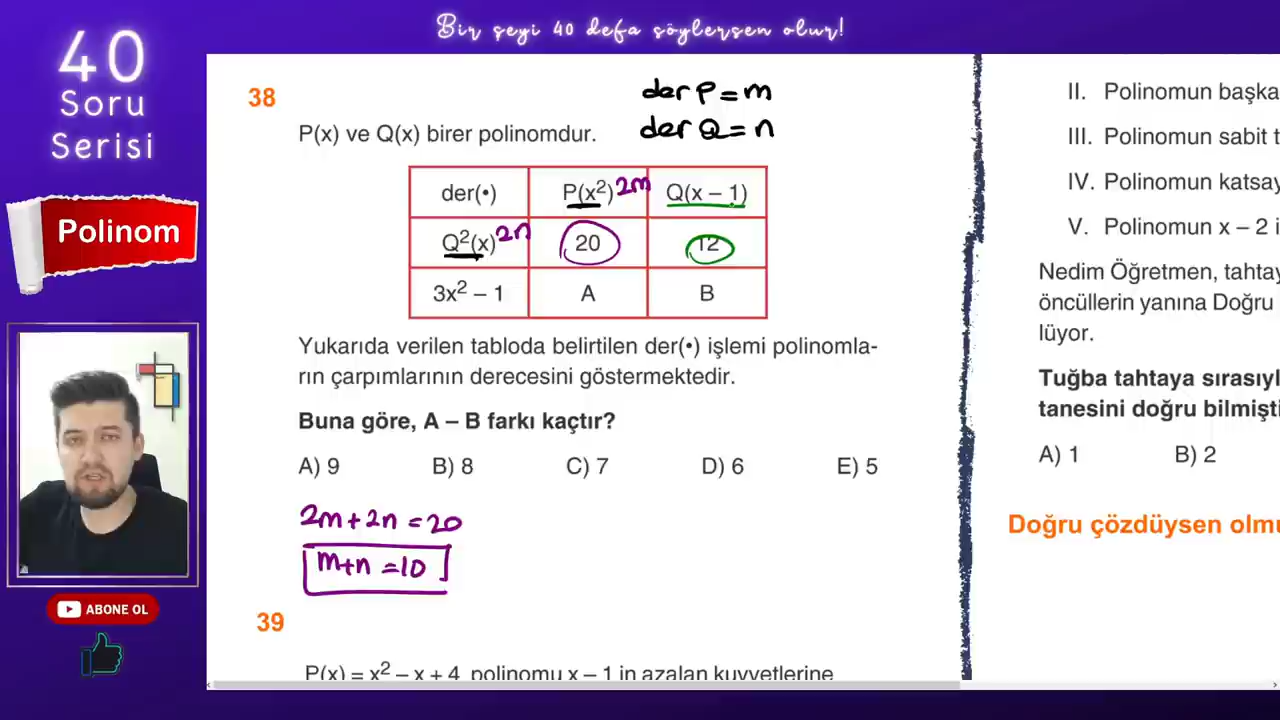 Bir şeyi 40 defa söylersen olur!
40
Soru
Serisi
Polinom
ABONE OL
38
der P = m
der Q = n
P(x) ve Q(x) birer polinomdur.
der(•) P(x²) 2m Q(x – 1)
Q²(x) 2n 20 12
3x² – 1 A B
Yukarıda verilen tabloda belirtilen der(•) işlemi polinomla-
rın çarpımlarının derecesini göstermektedir.
Buna göre, A – B farkı kaçtır?
A) 9 B) 8 C) 7 D) 6 E) 5
2m+2n = 20
m+n = 10
39
P(x) = x² – x + 4 polinomu x – 1 in azalan kuvvetlerine
II. Polinomun başka
III. Polinomun sabit t
IV. Polinomun katsay
V. Polinomun x – 2 i
Nedim Öğretmen, tahtay
öncüllerin yanına Doğru
lüyor.
Tuğba tahtaya sırasıyl
tanesini doğru bilmişti
A) 1 B) 2
Doğru çözdüysen olmu